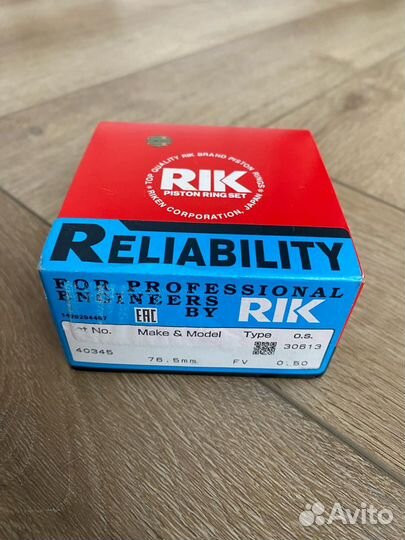 TOP QUALITY RIK BRAND PISTON RINGS
RIK
PISTON RING SET
RIKEN CORPORATION, JAPAN
RELIABILITY
FOR PROFESSIONAL
ENGINEERS
BY RIK
EAC
No. Make & Model Type O.S.
30613
40345 76.5mm FV 0.50
Avito